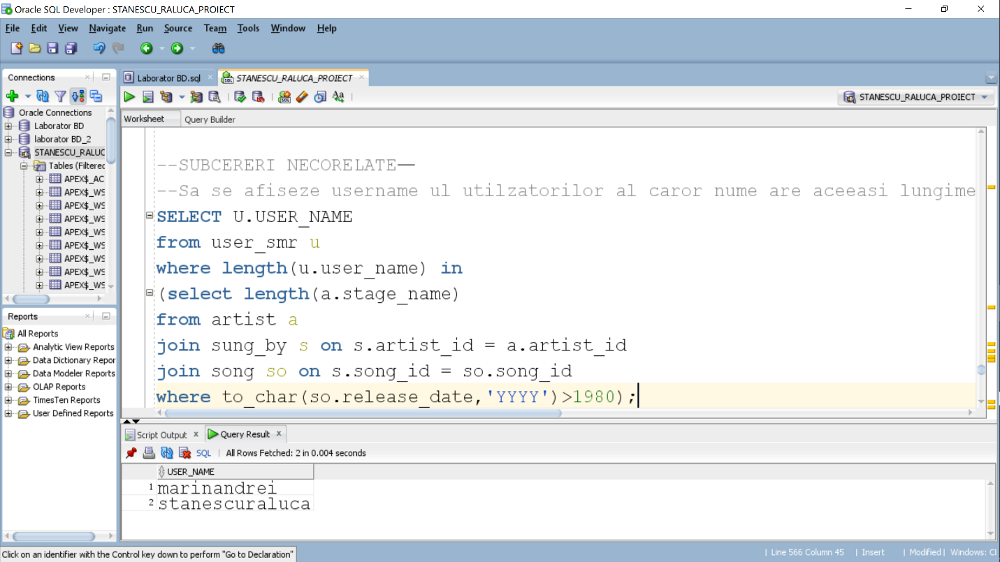 Oracle SQL Developer : STANESCU_RALUCA_PROIECT
File Edit View Navigate Run Source Team Tools Window Help
Connections
Laborator BD.sql
STANESCU_RALUCA_PROIECT
STANESCU_RALUCA_PROIECT
Oracle Connections
Laborator BD
laborator BD_2
STANESCU_RALUC
Tables (Filtered
APEX$_AC
APEX$_WS
APEX$_WS
APEX$_WS
APEX$_WS
APEX$_WS
APEX$_WS
APEX$_WS
APEX$_WS
Reports
All Reports
Analytic View Reports
Data Dictionary Repor
Data Modeler Reports
OLAP Reports
TimesTen Reports
User Defined Reports
Worksheet Query Builder
--SUBCERERI NECORELATE--
--Sa se afiseze username ul utilzatorilor al caror nume are aceeasi lungime
SELECT U.USER_NAME
from user_smr u
where length(u.user_name) in
(select length(a.stage_name)
from artist a
join sung_by s on s.artist_id = a.artist_id
join song so on s.song_id = so.song_id
where to_char(so.release_date,'YYYY')>1980);
Script Output x Query Result x
SQL | All Rows Fetched: 2 in 0.004 seconds
USER_NAME
1 marinandrei
2 stanescuraluca
Click on an identifier with the Control key down to perform "Go to Declaration"
| Line 566 Column 45 | Insert | Modified | Windows: Cl